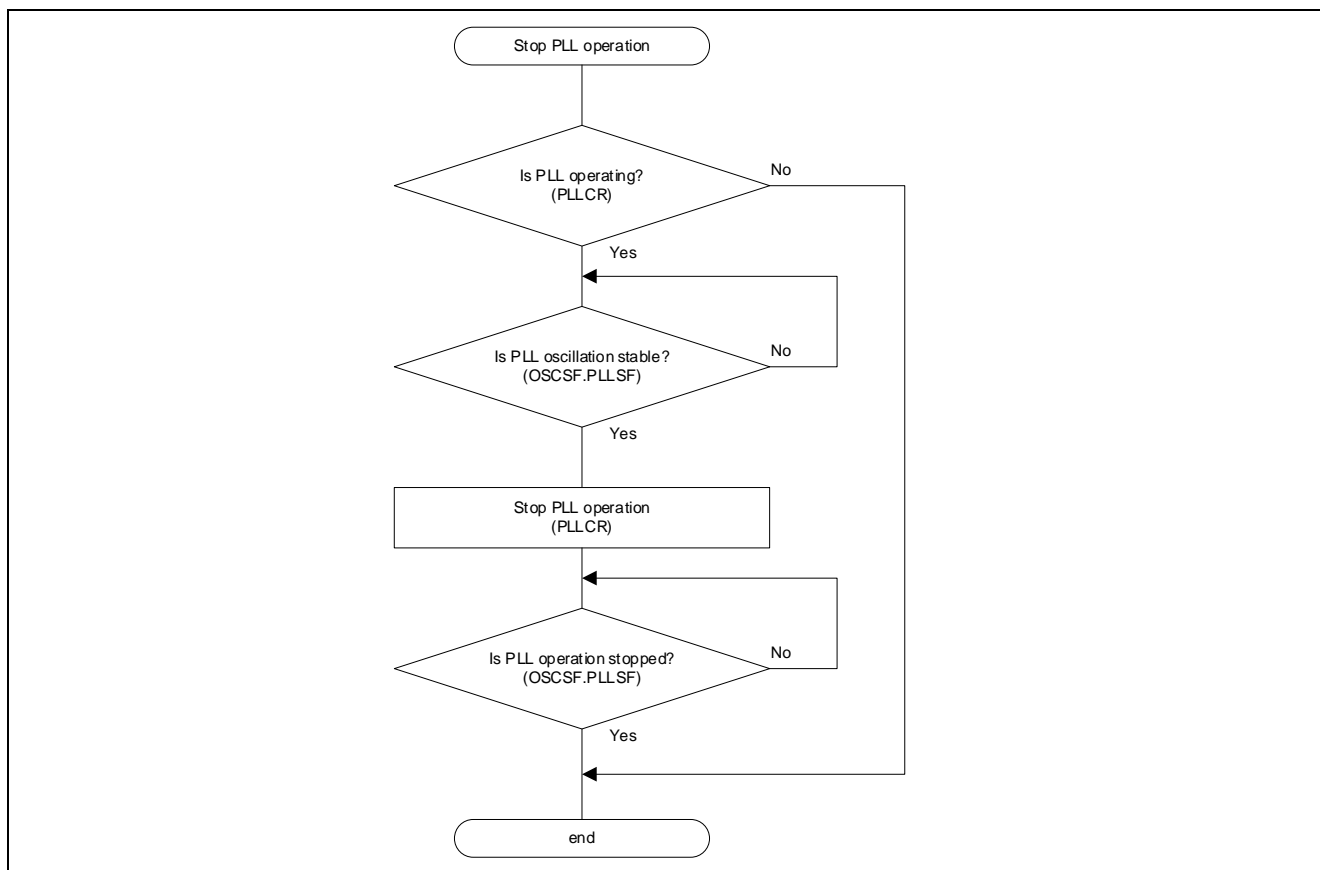 Stop PLL operation
Is PLL operating?
(PLLCR)
No
Yes
Is PLL oscillation stable?
(OSCSF.PLLSF)
No
Yes
Stop PLL operation
(PLLCR)
Is PLL operation stopped?
(OSCSF.PLLSF)
No
Yes
end